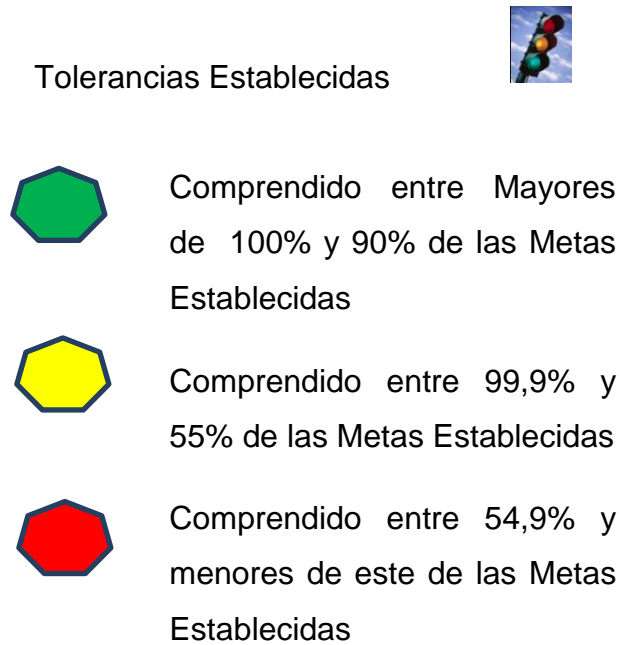 Tolerancias Establecidas
Comprendido entre Mayores
de 100% y 90% de las Metas
Establecidas
Comprendido entre 99,9% y
55% de las Metas Establecidas
Comprendido entre 54,9% y
menores de este de las Metas
Establecidas